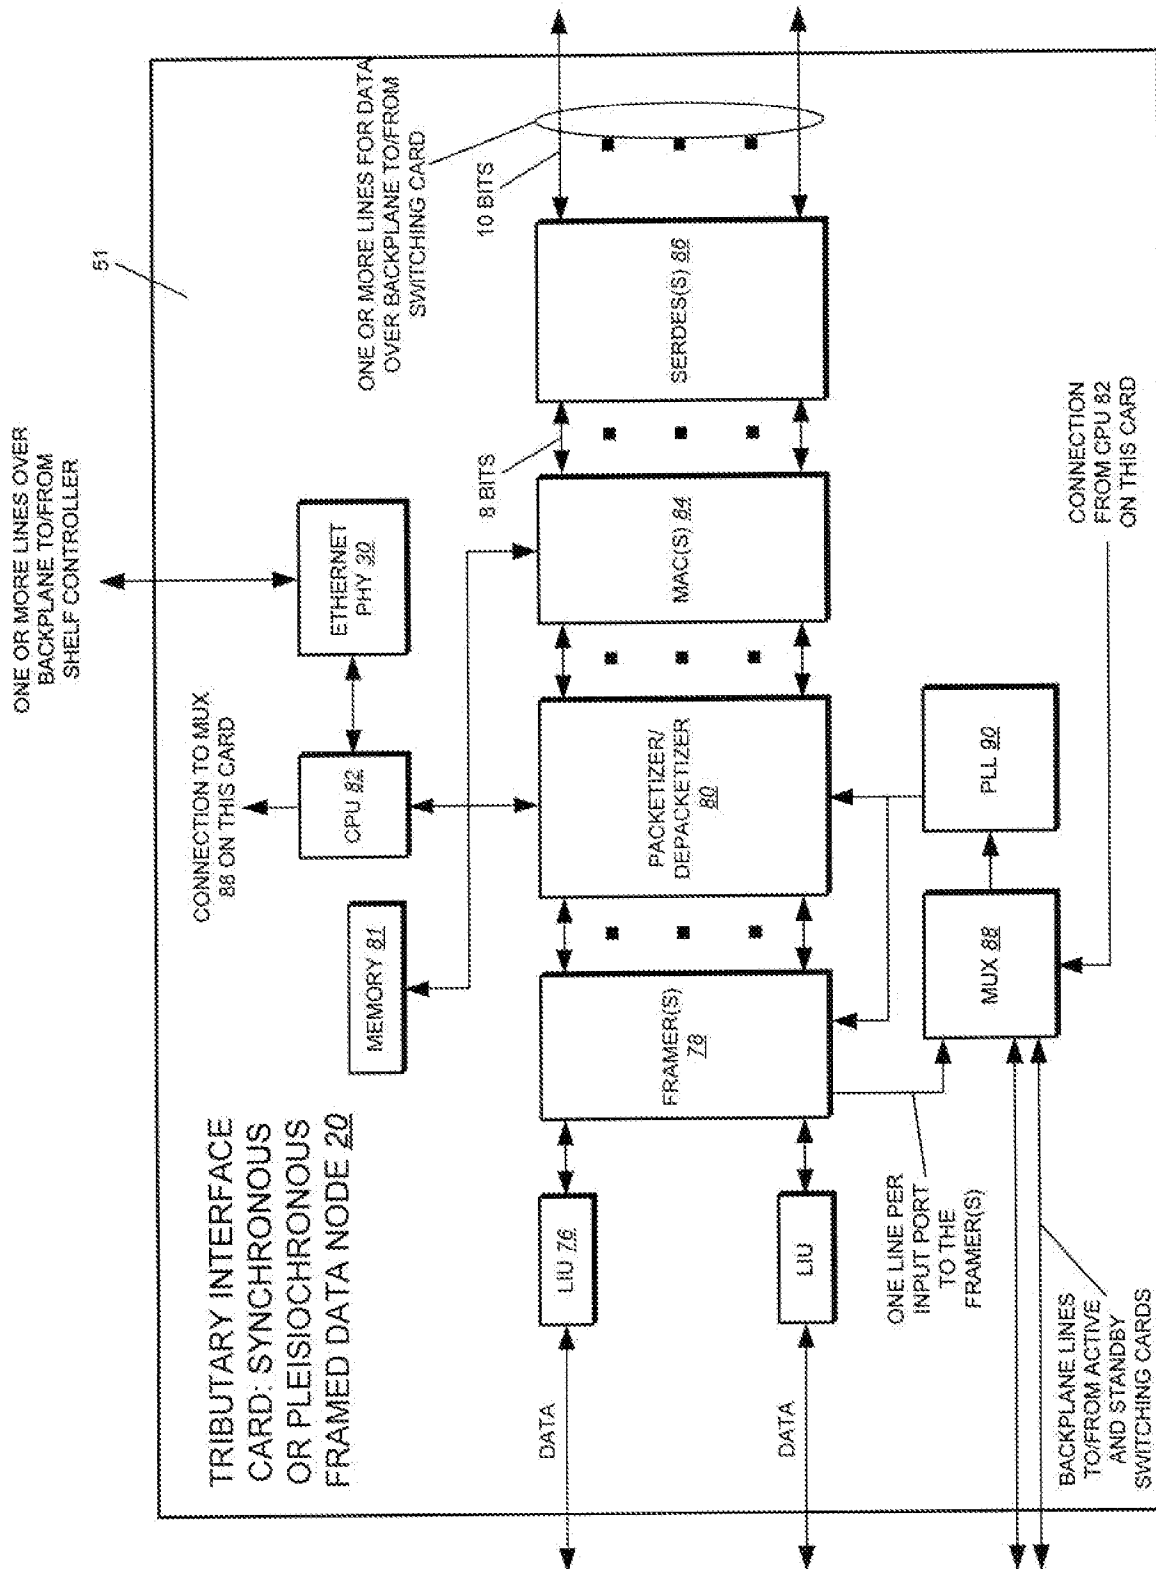 TRIBUTARY INTERFACE
CARD: SYNCHRONOUS
OR PLEISIOCHRONOUS
FRAMED DATA NODE 20
ONE OR MORE LINES OVER
BACKPLANE TO/FROM
SHELF CONTROLLER
51
CONNECTION TO MUX
88 ON THIS CARD
ONE OR MORE LINES FOR DATA
OVER BACKPLANE TO/FROM
SWITCHING CARD
MEMORY 81
CPU 82
ETHERNET
PHY 30
8 BITS
10 BITS
DATA
LIU 76
FRAMER(S)
78
PACKETIZER/
DEPACKETIZER
80
MAC(S) 84
SERDES(S) 86
DATA
LIU
ONE LINE PER
INPUT PORT
TO THE
FRAMER(S)
MUX 88
PLL 90
CONNECTION
FROM CPU 82
ON THIS CARD
BACKPLANE LINES
TO/FROM ACTIVE
AND STANDBY
SWITCHING CARDS